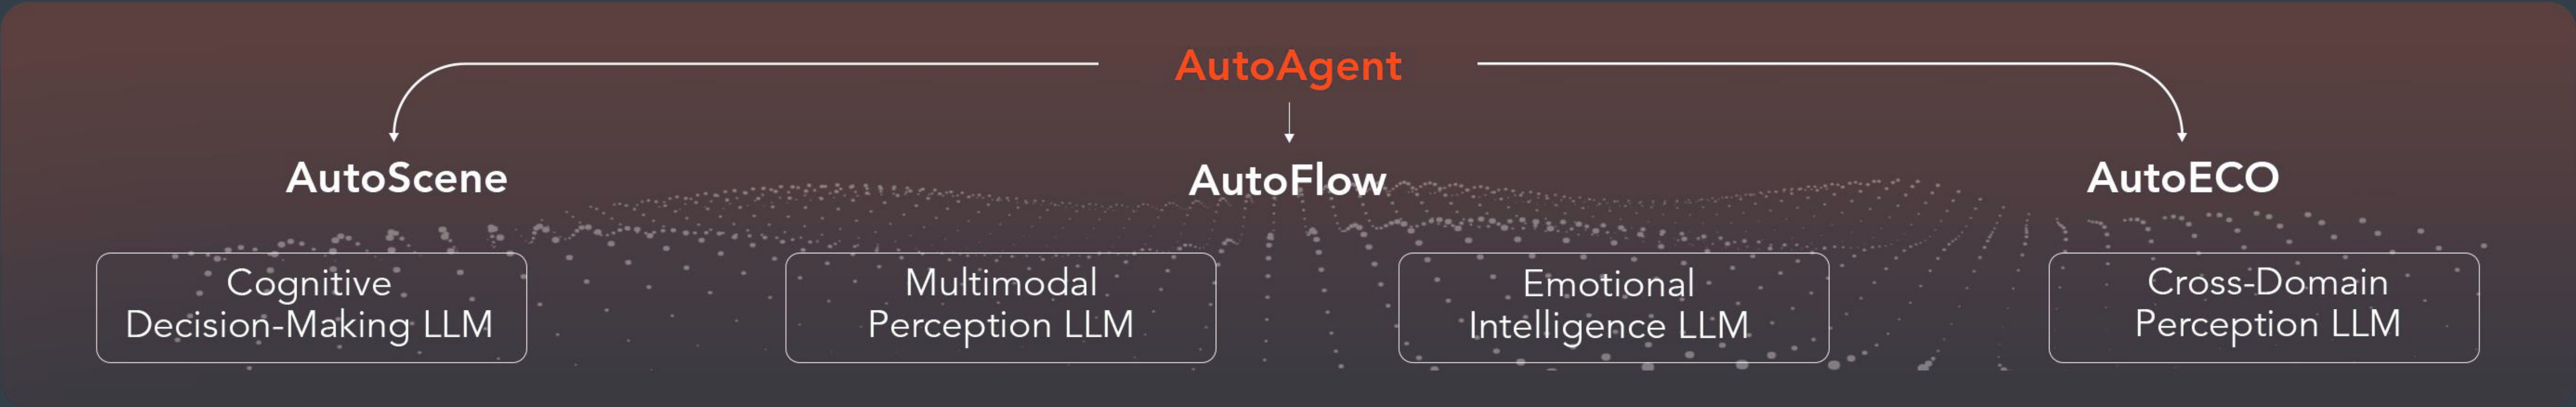 AutoAgent
AutoScene
AutoFlow
AutoECO
Cognitive
Decision-Making LLM
Multimodal
Perception LLM
Emotional
Intelligence LLM
Cross-Domain
Perception LLM